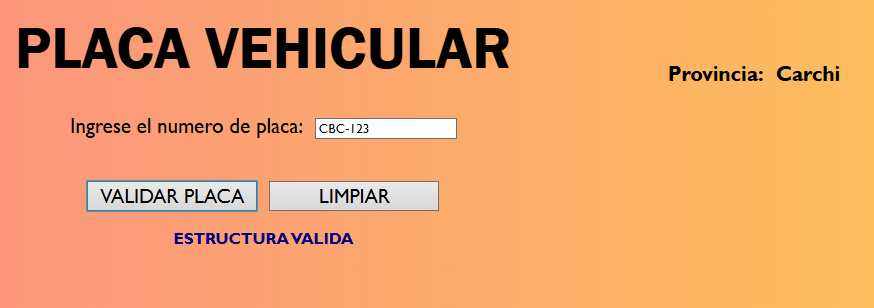 PLACA VEHICULAR
Provincia: Carchi
Ingrese el numero de placa: CBC-123
VALIDAR PLACA LIMPIAR
ESTRUCTURA VALIDA